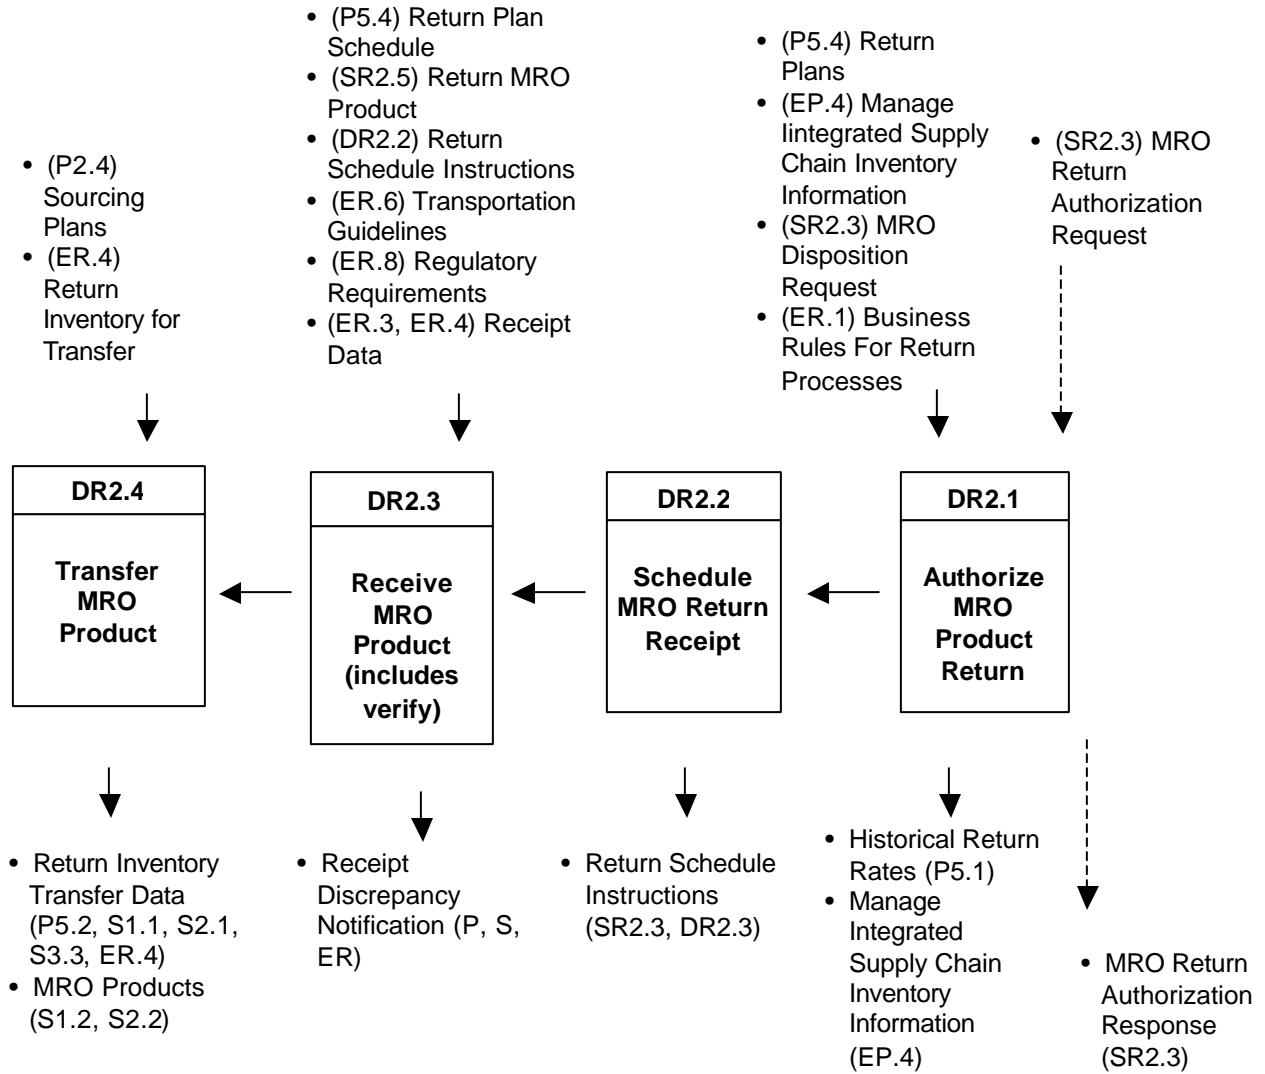 • (P2.4)
Sourcing
Plans
• (ER.4)
Return
Inventory for
Transfer
• (P5.4) Return Plan
Schedule
• (SR2.5) Return MRO
Product
• (DR2.2) Return
Schedule Instructions
• (ER.6) Transportation
Guidelines
• (ER.8) Regulatory
Requirements
• (ER.3, ER.4) Receipt
Data
• (P5.4) Return
Plans
• (EP.4) Manage
Iintegrated Supply
Chain Inventory
Information
• (SR2.3) MRO
Disposition
Request
• (ER.1) Business
Rules For Return
Processes
• (SR2.3) MRO
Return
Authorization
Request
DR2.4
Transfer
MRO
Product
DR2.3
Receive
MRO
Product
(includes
verify)
DR2.2
Schedule
MRO Return
Receipt
DR2.1
Authorize
MRO
Product
Return
• Return Inventory
Transfer Data
(P5.2, S1.1, S2.1,
S3.3, ER.4)
• MRO Products
(S1.2, S2.2)
• Receipt
Discrepancy
Notification (P, S,
ER)
• Return Schedule
Instructions
(SR2.3, DR2.3)
• Historical Return
Rates (P5.1)
• Manage
Integrated
Supply Chain
Inventory
Information
(EP.4)
• MRO Return
Authorization
Response
(SR2.3)